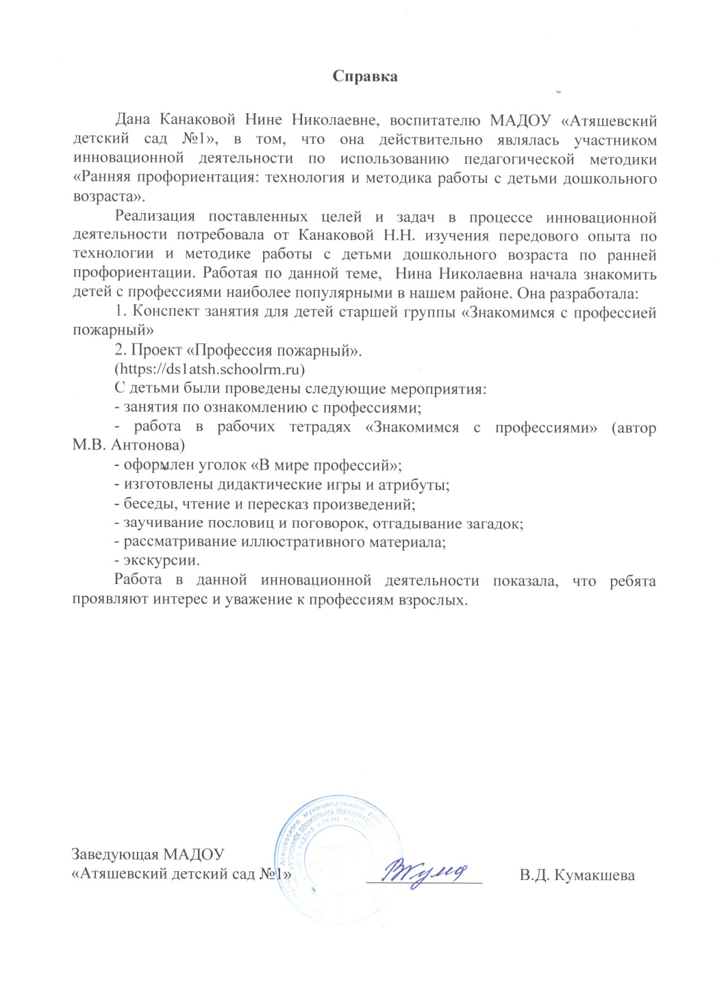 Справка
Дана Канаковой Нине Николаевне, воспитателю МАДОУ «Атяшевский
детский сад №1», в том, что она действительно являлась участником
инновационной деятельности по использованию педагогической методики
«Ранняя профориентация: технология и методика работы с детьми дошкольного
возраста».
Реализация поставленных целей и задач в процессе инновационной
деятельности потребовала от Канаковой Н.Н. изучения передового опыта по
технологии и методике работы с детьми дошкольного возраста по ранней
профориентации. Работая по данной теме, Нина Николаевна начала знакомить
детей с профессиями наиболее популярными в нашем районе. Она разработала:
1. Конспект занятия для детей старшей группы «Знакомимся с профессией
пожарный»
2. Проект «Профессия пожарный».
(https://ds1atsh.schoolrm.ru)
С детьми были проведены следующие мероприятия:
- занятия по ознакомлению с профессиями;
- работа в рабочих тетрадях «Знакомимся с профессиями» (автор
М.В. Антонова)
- оформлен уголок «В мире профессий»;
- изготовлены дидактические игры и атрибуты;
- беседы, чтение и пересказ произведений;
- заучивание пословиц и поговорок, отгадывание загадок;
- рассматривание иллюстративного материала;
- экскурсии.
Работа в данной инновационной деятельности показала, что ребята
проявляют интерес и уважение к профессиям взрослых.
Атяшевского муниципального
АВТОНОМНОЕ ДОШКОЛЬНОЕ
РАЙОНА
Заведующая МАДОУ
«Атяшевский детский сад №1» В.Д. Кумакшева